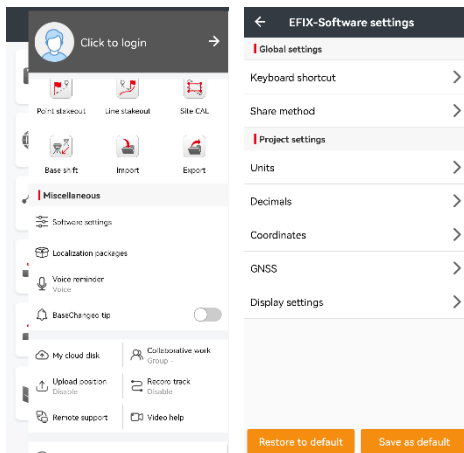 Click to login
Point stakeout
Line stakeout
Site CAL
Base shift
Import
Export
Miscellaneous
Software settings
Localization packages
Voice reminder
Voice
BaseChanged tip
My cloud disk
Collaborative work
Group -
Upload position
Disable
Record track
Disable
Remote support
Video help
EFIX-Software settings
Global settings
Keyboard shortcut
Share method
Project settings
Units
Decimals
Coordinates
GNSS
Display settings
Restore to default
Save as default